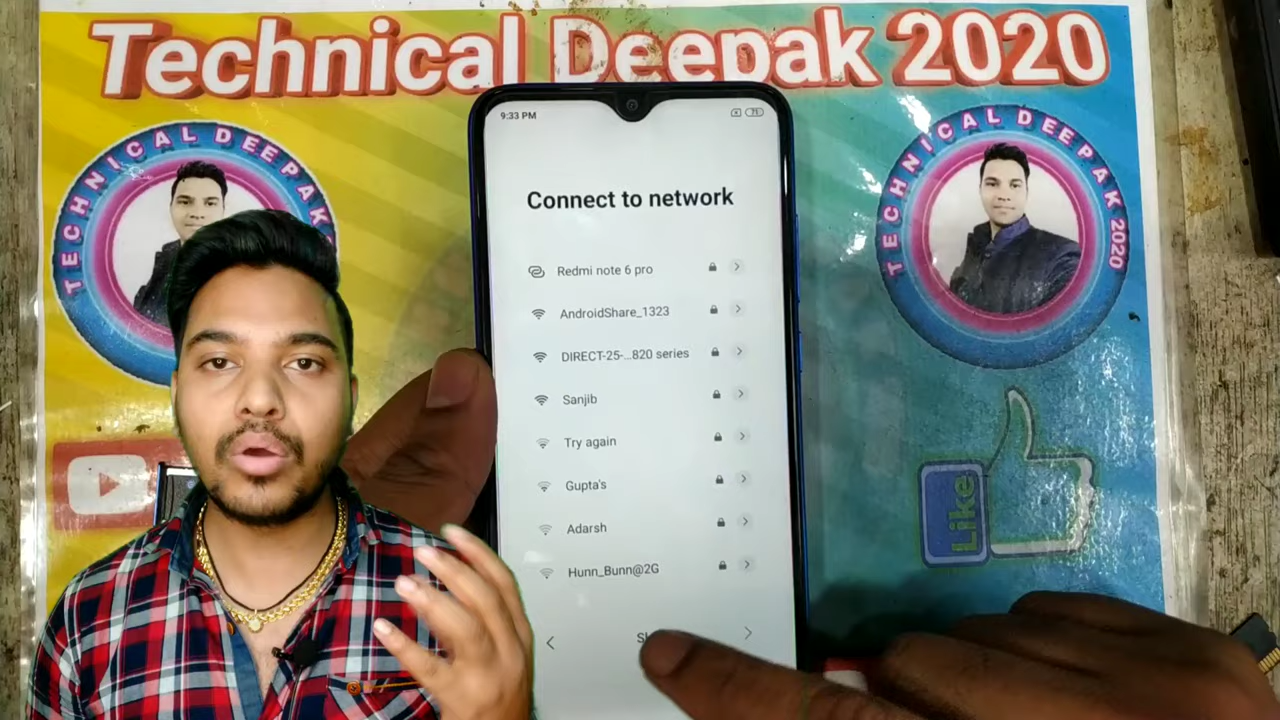 Technical Deepak 2020
TECHNICAL DEEPAK
TECHNICAL DEEPAK 2020
9:33 PM
71
Connect to network
Redmi note 6 pro
AndroidShare_1323
DIRECT-25-...820 series
Sanjib
Try again
Gupta's
Adarsh
Hunn_Bunn@2G
Like